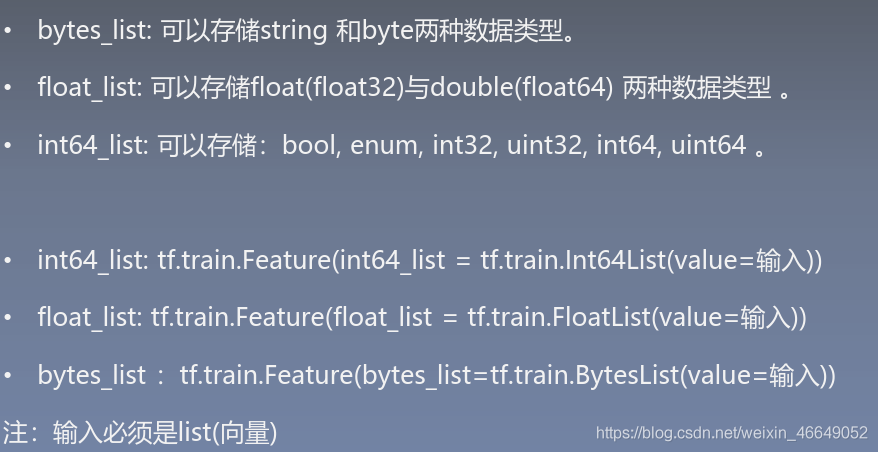 • bytes_list: 可以存储string 和byte两种数据类型。
• float_list: 可以存储float(float32)与double(float64) 两种数据类型 。
• int64_list: 可以存储：bool, enum, int32, uint32, int64, uint64 。
• int64_list: tf.train.Feature(int64_list = tf.train.Int64List(value=输入))
• float_list: tf.train.Feature(float_list = tf.train.FloatList(value=输入))
• bytes_list ：tf.train.Feature(bytes_list=tf.train.BytesList(value=输入))
注：输入必须是list(向量)
https://blog.csdn.net/weixin_46649052